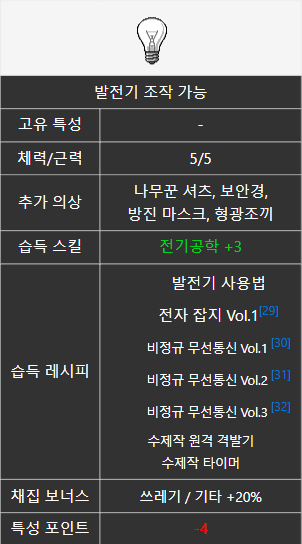 발전기 조작 가능
고유 특성 -
체력/근력 5/5
추가 의상 나무꾼 셔츠, 보안경,
방진 마스크, 형광조끼
습득 스킬 전기공학 +3
습득 레시피 발전기 사용법
전자 잡지 Vol.1[29]
비정규 무선통신 Vol.1 [30]
비정규 무선통신 Vol.2 [31]
비정규 무선통신 Vol.3 [32]
수제작 원격 격발기
수제작 타이머
채집 보너스 쓰레기 / 기타 +20%
특성 포인트 -4